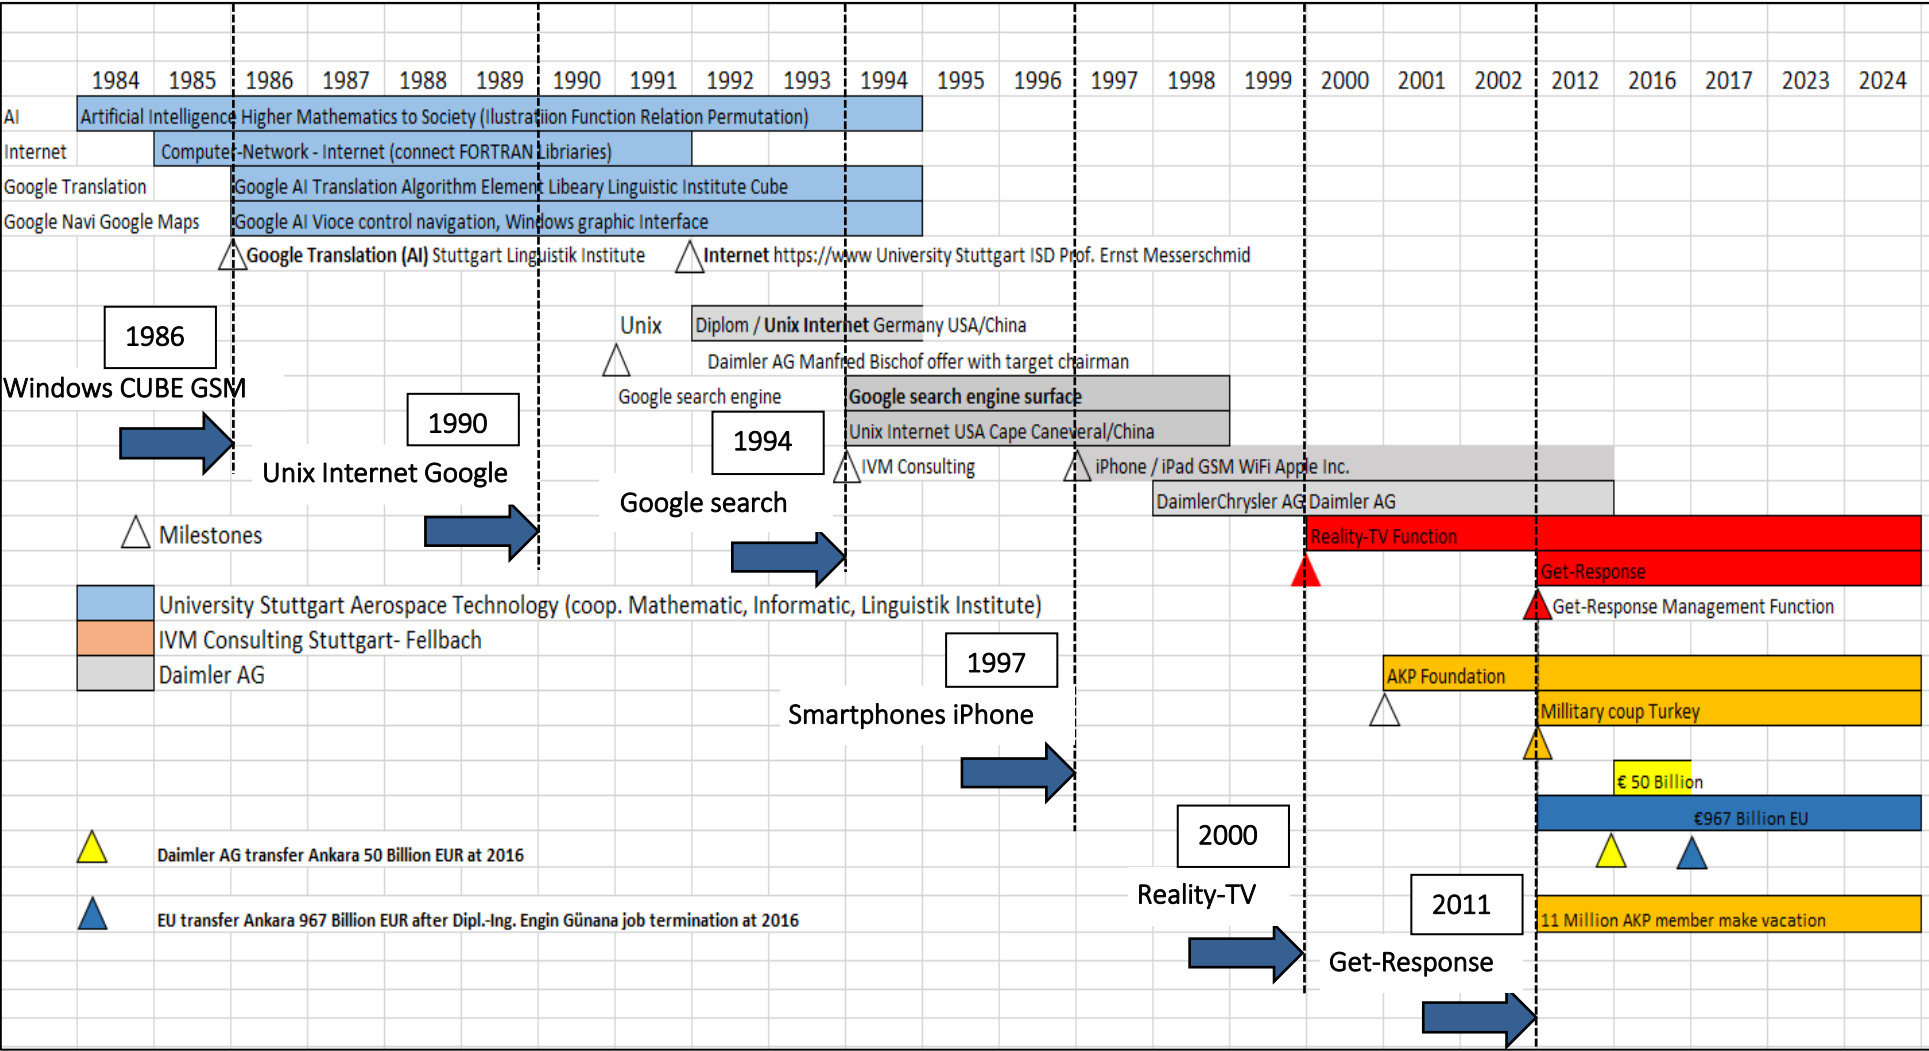 1984 1985 1986 1987 1988 1989 1990 1991 1992 1993 1994 1995 1996 1997 1998 1999 2000 2001 2002 2012 2016 2017 2023 2024
AI Artificial Intelligence Higher Mathematics to Society (Ilustratiion Function Relation Permutation)
Internet Computer-Network - Internet (connect FORTRAN Libriaries)
Google Translation Google AI Translation Algorithm Element Libeary Linguistic Institute Cube
Google Navi Google Maps Google AI Vioce control navigation, Windows graphic Interface
Google Translation (AI) Stuttgart Linguistik Institute Internet https://www University Stuttgart ISD Prof. Ernst Messerschmid
1986 Unix Diplom / Unix Internet Germany USA/China
Daimler AG Manfred Bischof offer with target chairman
Windows CUBE GSM
Google search engine Google search engine surface
1990
1994 Unix Internet USA Cape Caneveral/China
Unix Internet Google IVM Consulting iPhone / iPad GSM WiFi Apple Inc.
Google search DaimlerChrysler AG Daimler AG
Milestones Reality-TV Function
Get-Response
University Stuttgart Aerospace Technology (coop. Mathematic, Informatic, Linguistik Institute) Get-Response Management Function
IVM Consulting Stuttgart- Fellbach
1997
Daimler AG AKP Foundation
Smartphones iPhone Millitary coup Turkey
€ 50 Billion
€967 Billion EU
2000
Daimler AG transfer Ankara 50 Billion EUR at 2016
Reality-TV
2011
EU transfer Ankara 967 Billion EUR after Dipl.-Ing. Engin Günana job termination at 2016 11 Million AKP member make vacation
Get-Response